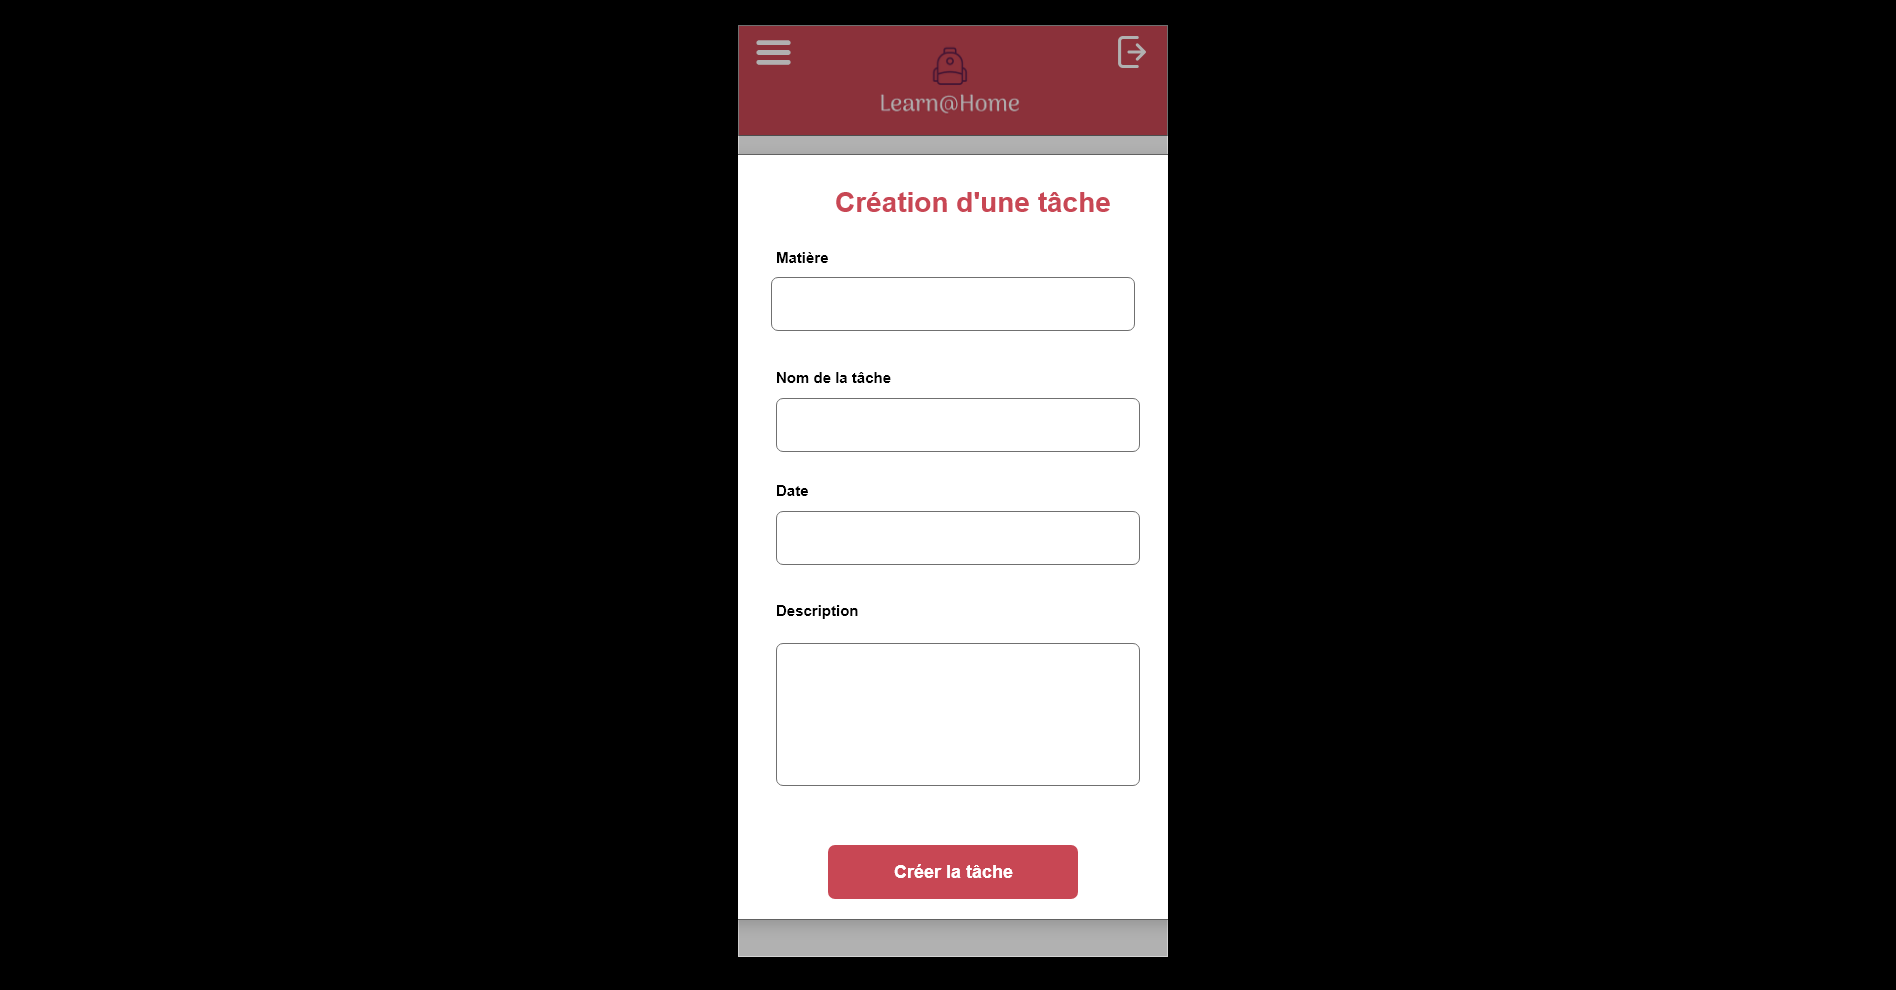 Learn@Home
Création d'une tâche
Matière
Nom de la tâche
Date
Description
Créer la tâche